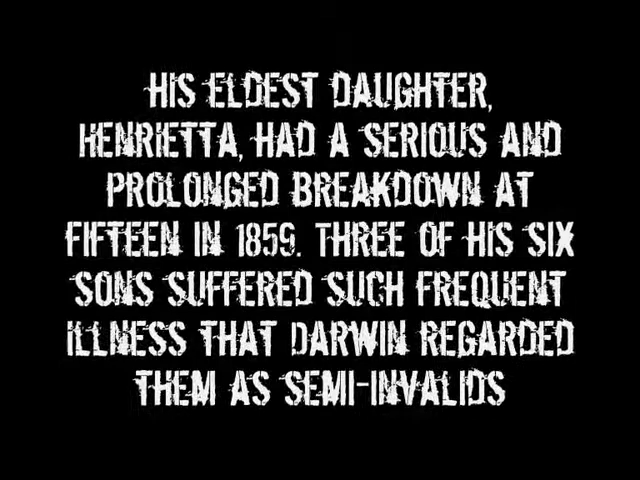 HIS ELDEST DAUGHTER,
HENRIETTA, HAD A SERIOUS AND
PROLONGED BREAKDOWN AT
FIFTEEN IN 1859. THREE OF HIS SIX
SONS SUFFERED SUCH FREQUENT
ILLNESS THAT DARWIN REGARDED
THEM AS SEMI-INVALIDS